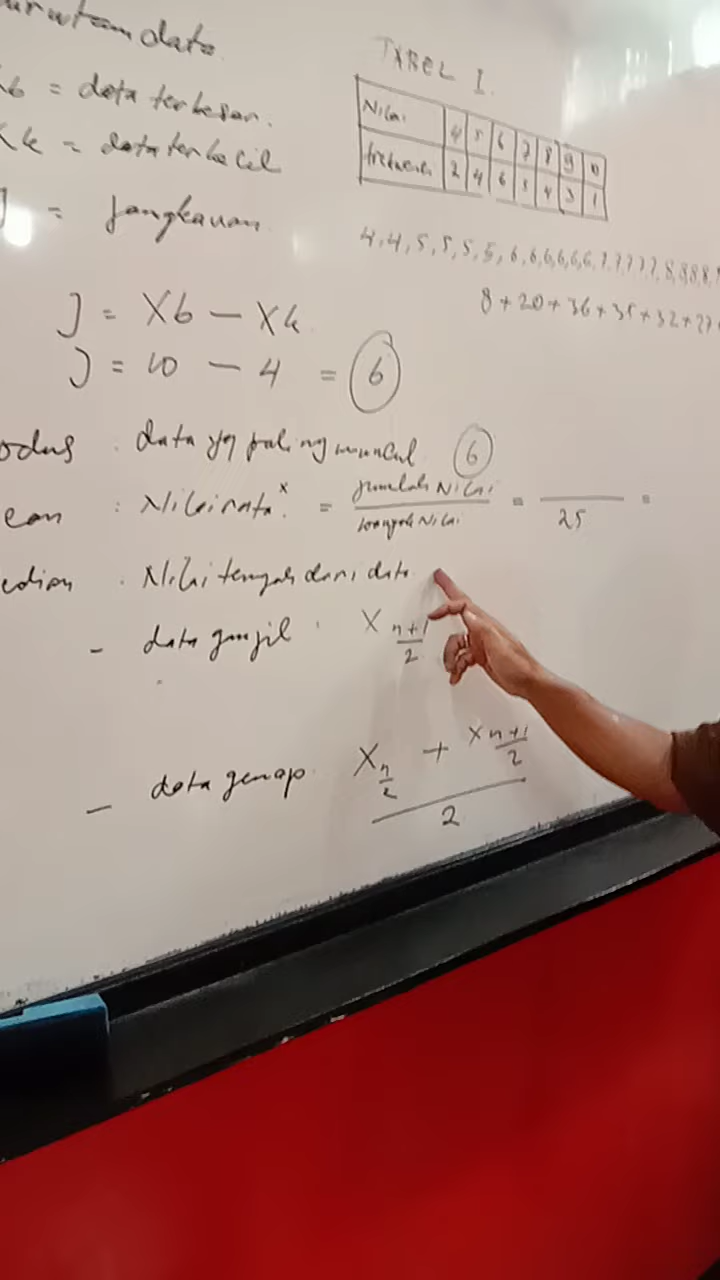 urutan data
Xb = data terbesar.
Xk = data terkecil
J = Jangkauan
J = Xb - Xk
J = 10 - 4 = 6
odus : data yg paling muncul 6
ean : Nilai rata x = jumlah Nilai / banyak Nilai = / 25 =
edian : Nilai tengah dari data
- data ganjil : X n+1 / 2
- data genap : X n/2 + X n+1/2 / 2
TABEL I.
Nilai 4 5 6 7 8 9 10
frekuensi 2 4 6 5 4 3 1
4, 4, 5, 5, 5, 5, 6, 6, 6, 6, 6, 6, 7, 7, 7, 7, 7, 8, 8, 8, 8,
8 + 20 + 36 + 35 + 32 + 27